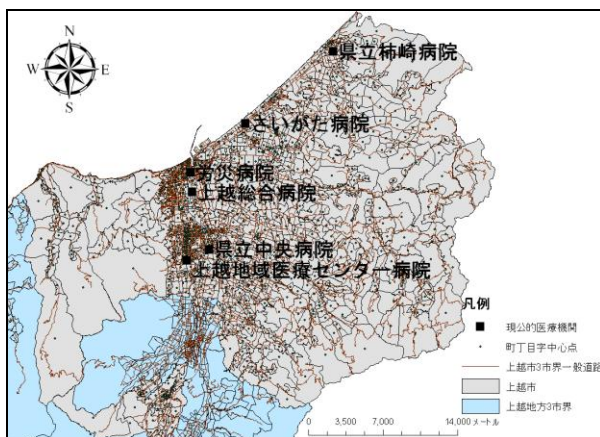 N
W
E
S
県立柿崎病院
さいがた病院
労災病院
上越総合病院
県立中央病院
上越地域医療センター病院
凡例
現公的医療機関
町丁目字中心点
上越市3市界一般道路
上越市
上越地方3市界
0 3,500 7,000 14,000 メートル